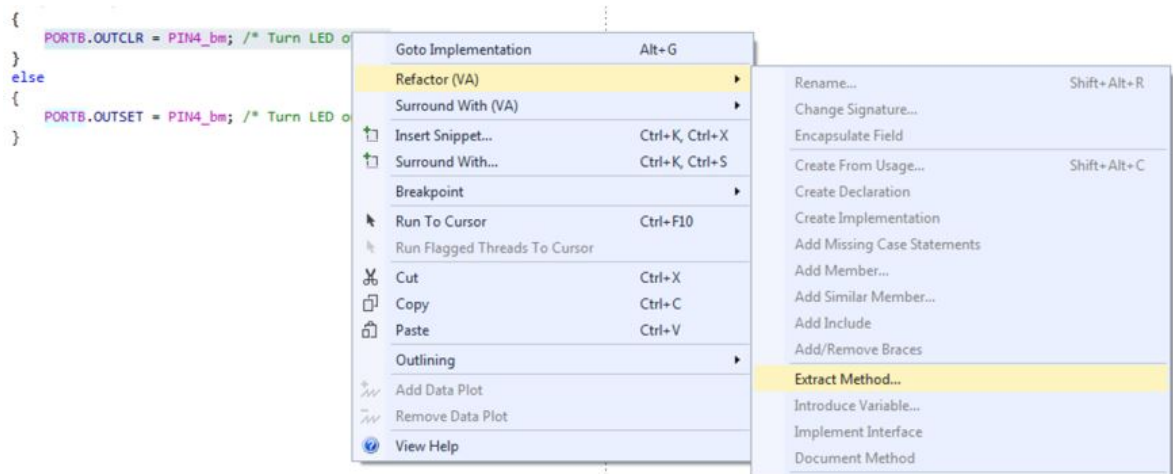 {
PORTB.OUTCLR = PIN4_bm; /* Turn LED
}
else
{
PORTB.OUTSET = PIN4_bm; /* Turn LED
}
Goto Implementation Alt+G
Refactor (VA)
Surround With (VA)
Insert Snippet... Ctrl+K, Ctrl+X
Surround With... Ctrl+K, Ctrl+S
Breakpoint
Run To Cursor Ctrl+F10
Run Flagged Threads To Cursor
Cut Ctrl+X
Copy Ctrl+C
Paste Ctrl+V
Outlining
Add Data Plot
Remove Data Plot
View Help
Rename... Shift+Alt+R
Change Signature...
Encapsulate Field
Create From Usage... Shift+Alt+C
Create Declaration
Create Implementation
Add Missing Case Statements
Add Member...
Add Similar Member...
Add Include
Add/Remove Braces
Extract Method...
Introduce Variable...
Implement Interface
Document Method